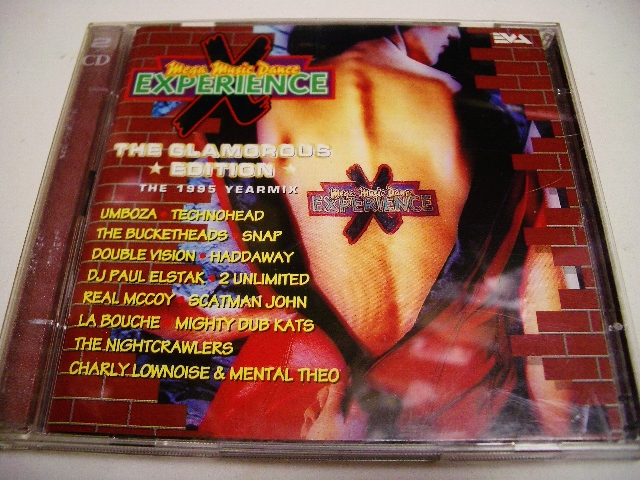 2
CD
EVA
Mega Music Dance
EXPERIENCE
X
THE GLAMOROUS
★ EDITION ★
THE 1995 YEARMIX
UMBOZA • TECHNOHEAD
THE BUCKETHEADS SNAP
DOUBLE VISION • HADDAWAY
DJ PAUL ELSTAK • 2 UNLIMITED
REAL MCCOY • SCATMAN JOHN
LA BOUCHE MIGHTY DUB KATS
THE NIGHTCRAWLERS
CHARLY LOWNOISE & MENTAL THEO
Mega Music Dance
EXPERIENCE
X